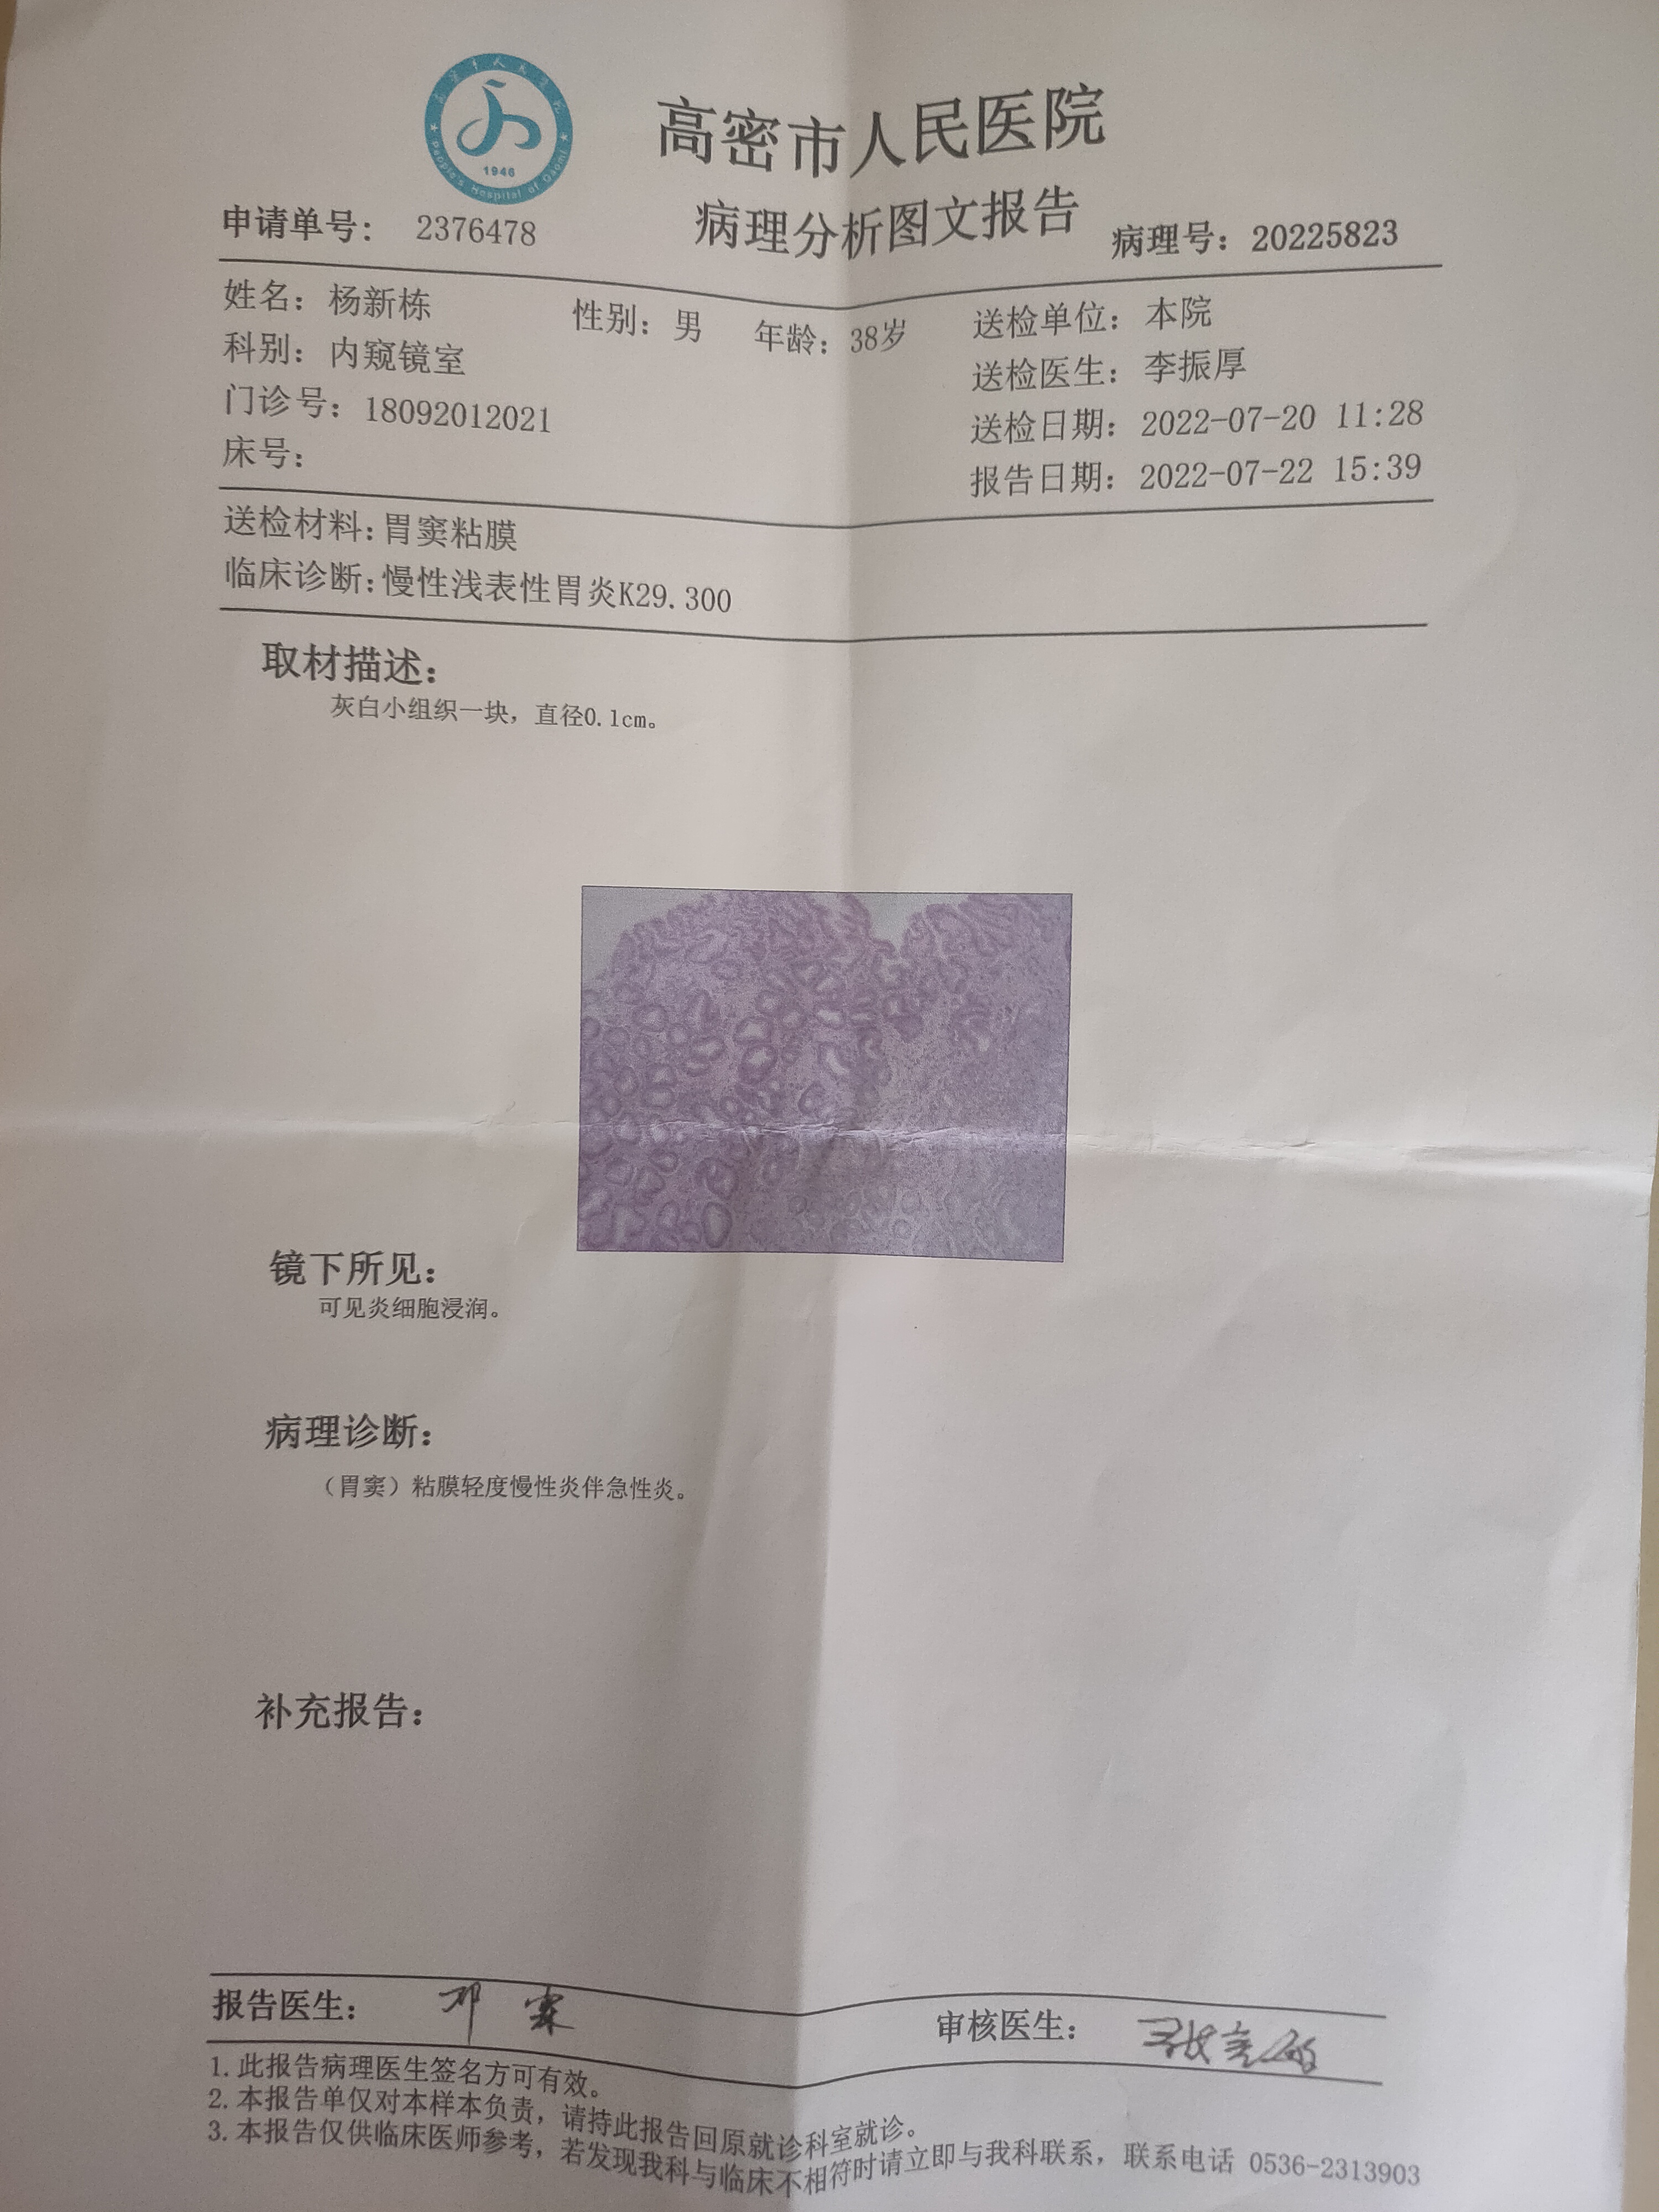 高密市人民医院
1946
People's Hospital of Gaomi
病理分析图文报告
申请单号： 2376478
病理号：20225823
姓名：杨新栋 性别：男 年龄：38岁 送检单位：本院
科别：内窥镜室 送检医生：李振厚
门诊号：18092012021 送检日期：2022-07-20 11:28
床号： 报告日期：2022-07-22 15:39
送检材料：胃窦粘膜
临床诊断：慢性浅表性胃炎K29.300
取材描述：
灰白小组织一块，直径0.1cm。
镜下所见：
可见炎细胞浸润。
病理诊断：
（胃窦）粘膜轻度慢性炎伴急性炎。
补充报告：
报告医生： 审核医生：
1.此报告病理医生签名方可有效。
2.本报告单仅对本样本负责，请持此报告回原就诊科室就诊。
3.本报告仅供临床医师参考，若发现我科与临床不相符时请立即与我科联系，联系电话 0536-2313903